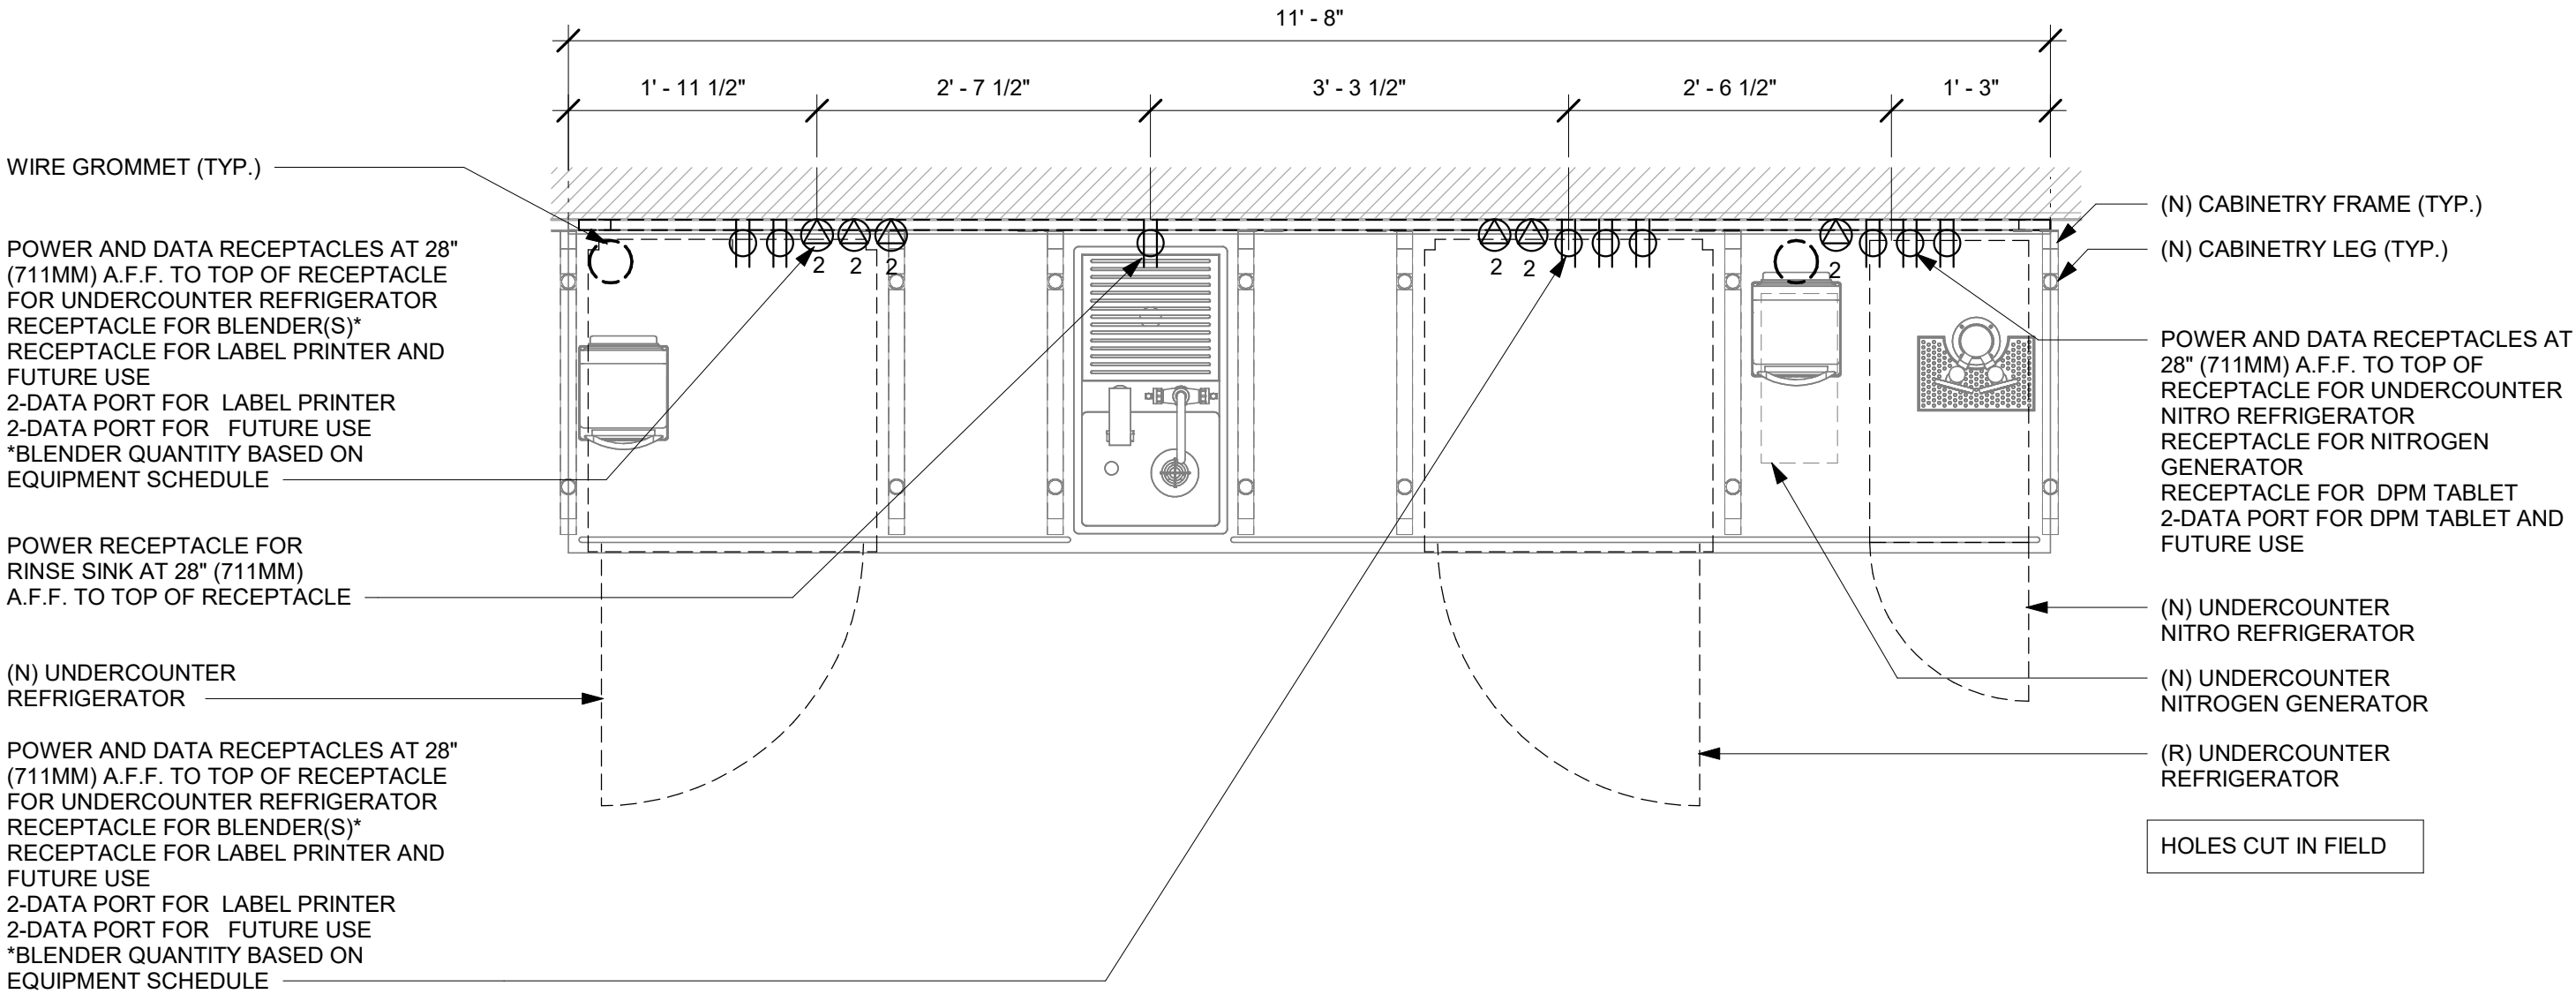 11' - 8"
1' - 11 1/2"
2' - 7 1/2"
3' - 3 1/2"
2' - 6 1/2"
1' - 3"
WIRE GROMMET (TYP.)
POWER AND DATA RECEPTACLES AT 28"
(711MM) A.F.F. TO TOP OF RECEPTACLE
FOR UNDERCOUNTER REFRIGERATOR
RECEPTACLE FOR BLENDER(S)*
RECEPTACLE FOR LABEL PRINTER AND
FUTURE USE
2-DATA PORT FOR LABEL PRINTER
2-DATA PORT FOR FUTURE USE
*BLENDER QUANTITY BASED ON
EQUIPMENT SCHEDULE
POWER RECEPTACLE FOR
RINSE SINK AT 28" (711MM)
A.F.F. TO TOP OF RECEPTACLE
(N) UNDERCOUNTER
REFRIGERATOR
POWER AND DATA RECEPTACLES AT 28"
(711MM) A.F.F. TO TOP OF RECEPTACLE
FOR UNDERCOUNTER REFRIGERATOR
RECEPTACLE FOR BLENDER(S)*
RECEPTACLE FOR LABEL PRINTER AND
FUTURE USE
2-DATA PORT FOR LABEL PRINTER
2-DATA PORT FOR FUTURE USE
*BLENDER QUANTITY BASED ON
EQUIPMENT SCHEDULE
2
2
2
2
2
2
(N) CABINETRY FRAME (TYP.)
(N) CABINETRY LEG (TYP.)
POWER AND DATA RECEPTACLES AT
28" (711MM) A.F.F. TO TOP OF
RECEPTACLE FOR UNDERCOUNTER
NITRO REFRIGERATOR
RECEPTACLE FOR NITROGEN
GENERATOR
RECEPTACLE FOR DPM TABLET
2-DATA PORT FOR DPM TABLET AND
FUTURE USE
(N) UNDERCOUNTER
NITRO REFRIGERATOR
(N) UNDERCOUNTER
NITROGEN GENERATOR
(R) UNDERCOUNTER
REFRIGERATOR
HOLES CUT IN FIELD